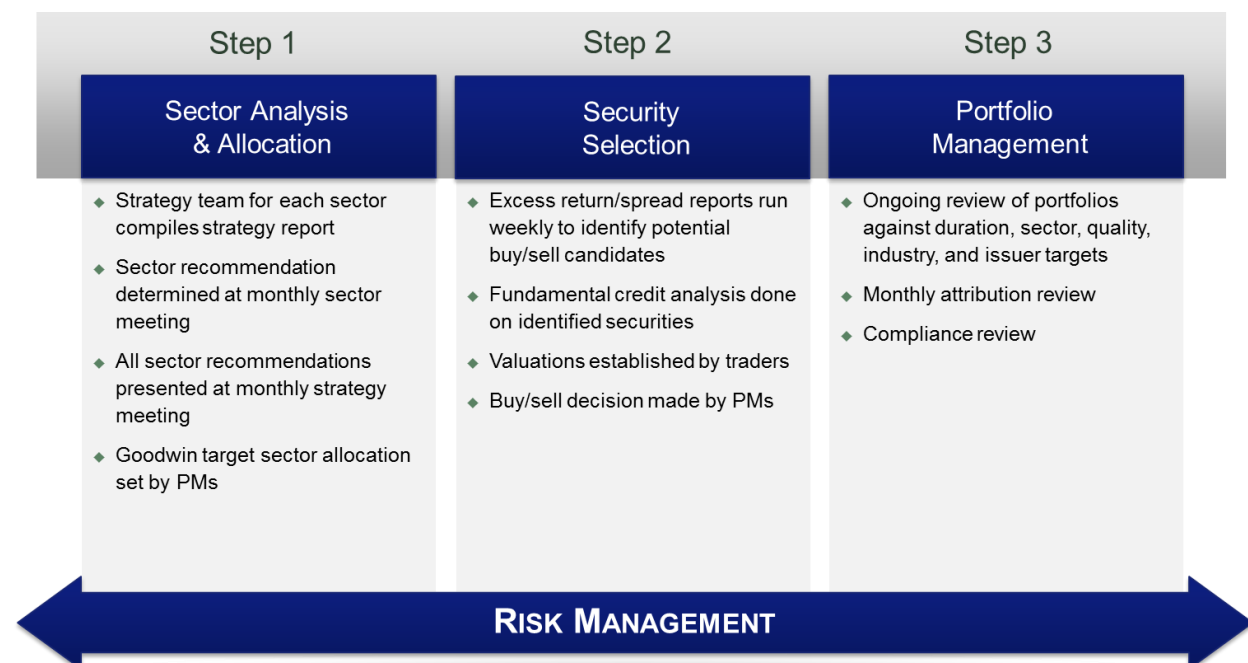 Step 1
Sector Analysis
& Allocation
Strategy team for each sector
compiles strategy report
Sector recommendation
determined at monthly sector
meeting
All sector recommendations
presented at monthly strategy
meeting
Goodwin target sector allocation
set by PMs
Step 2
Security
Selection
Excess return/spread reports run
weekly to identify potential
buy/sell candidates
Fundamental credit analysis done
on identified securities
Valuations established by traders
Buy/sell decision made by PMs
Step 3
Portfolio
Management
Ongoing review of portfolios
against duration, sector, quality,
industry, and issuer targets
Monthly attribution review
Compliance review
RISK MANAGEMENT